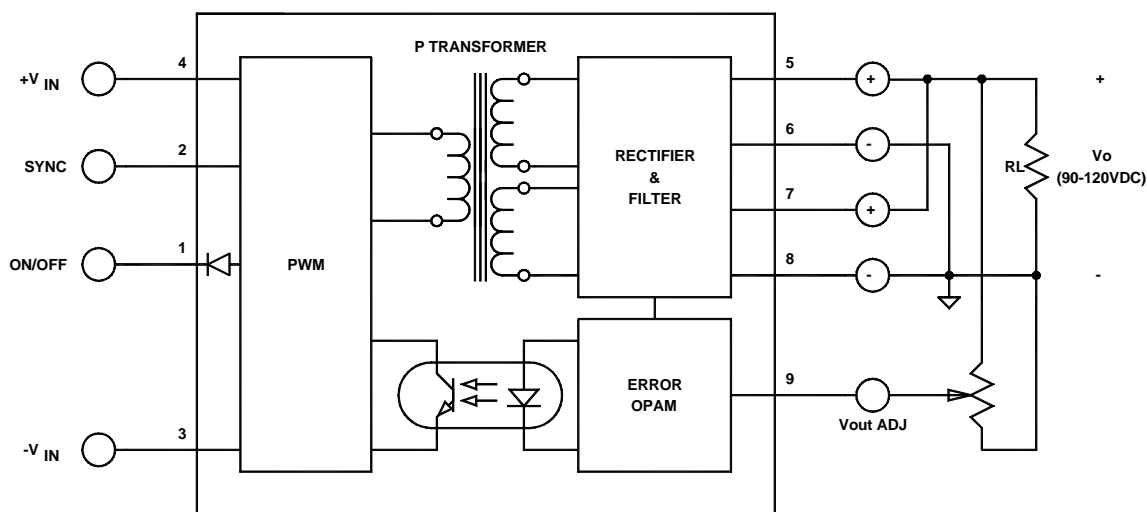 P TRANSFORMER
+V IN
4
5
+
+
SYNC
2
6
-
RECTIFIER
&
FILTER
RL
Vo
(90-120VDC)
7
+
ON/OFF
1
PWM
8
-
-
ERROR
OPAM
9
Vout ADJ
-V IN
3